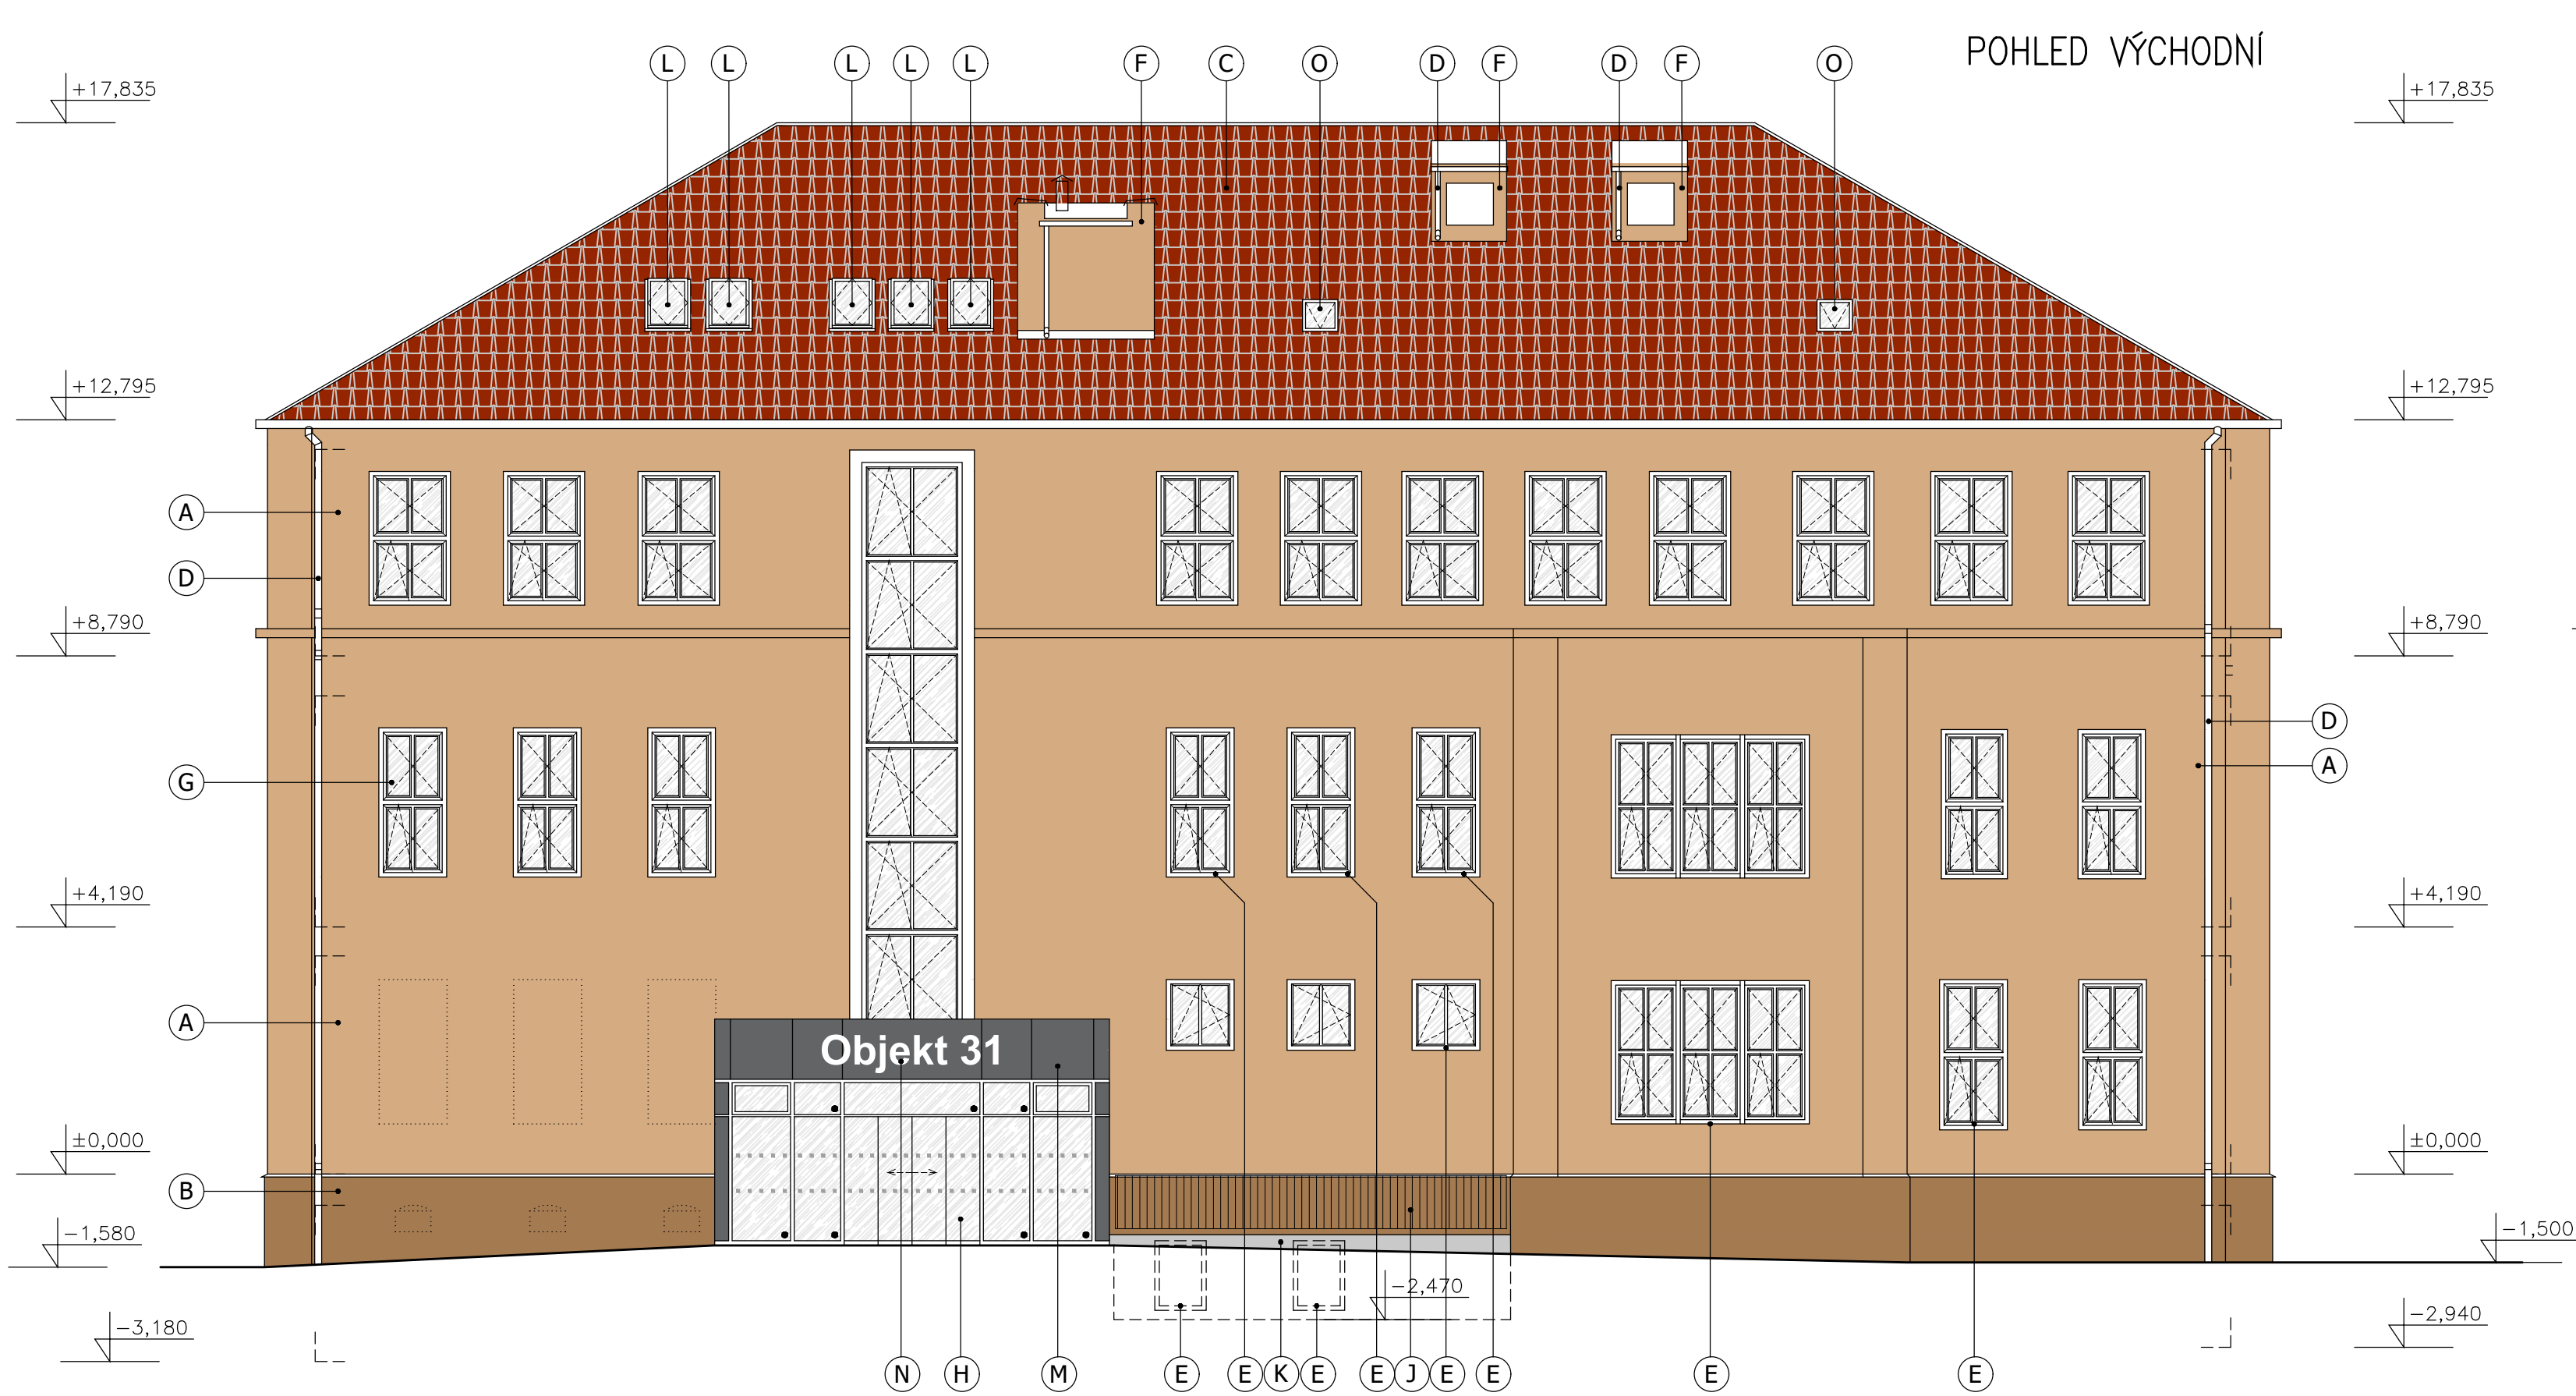 POHLED VÝCHODNÍ
L L L L L F C O D F D F O
+17,835 +17,835
+12,795 +12,795
A
D
+8,790 +8,790
D
A
G
+4,190 +4,190
A
Objekt 31
±0,000 ±0,000
B
-1,580 -1,500
-2,470
-3,180 -2,940
N H M E E K E E J E E E E